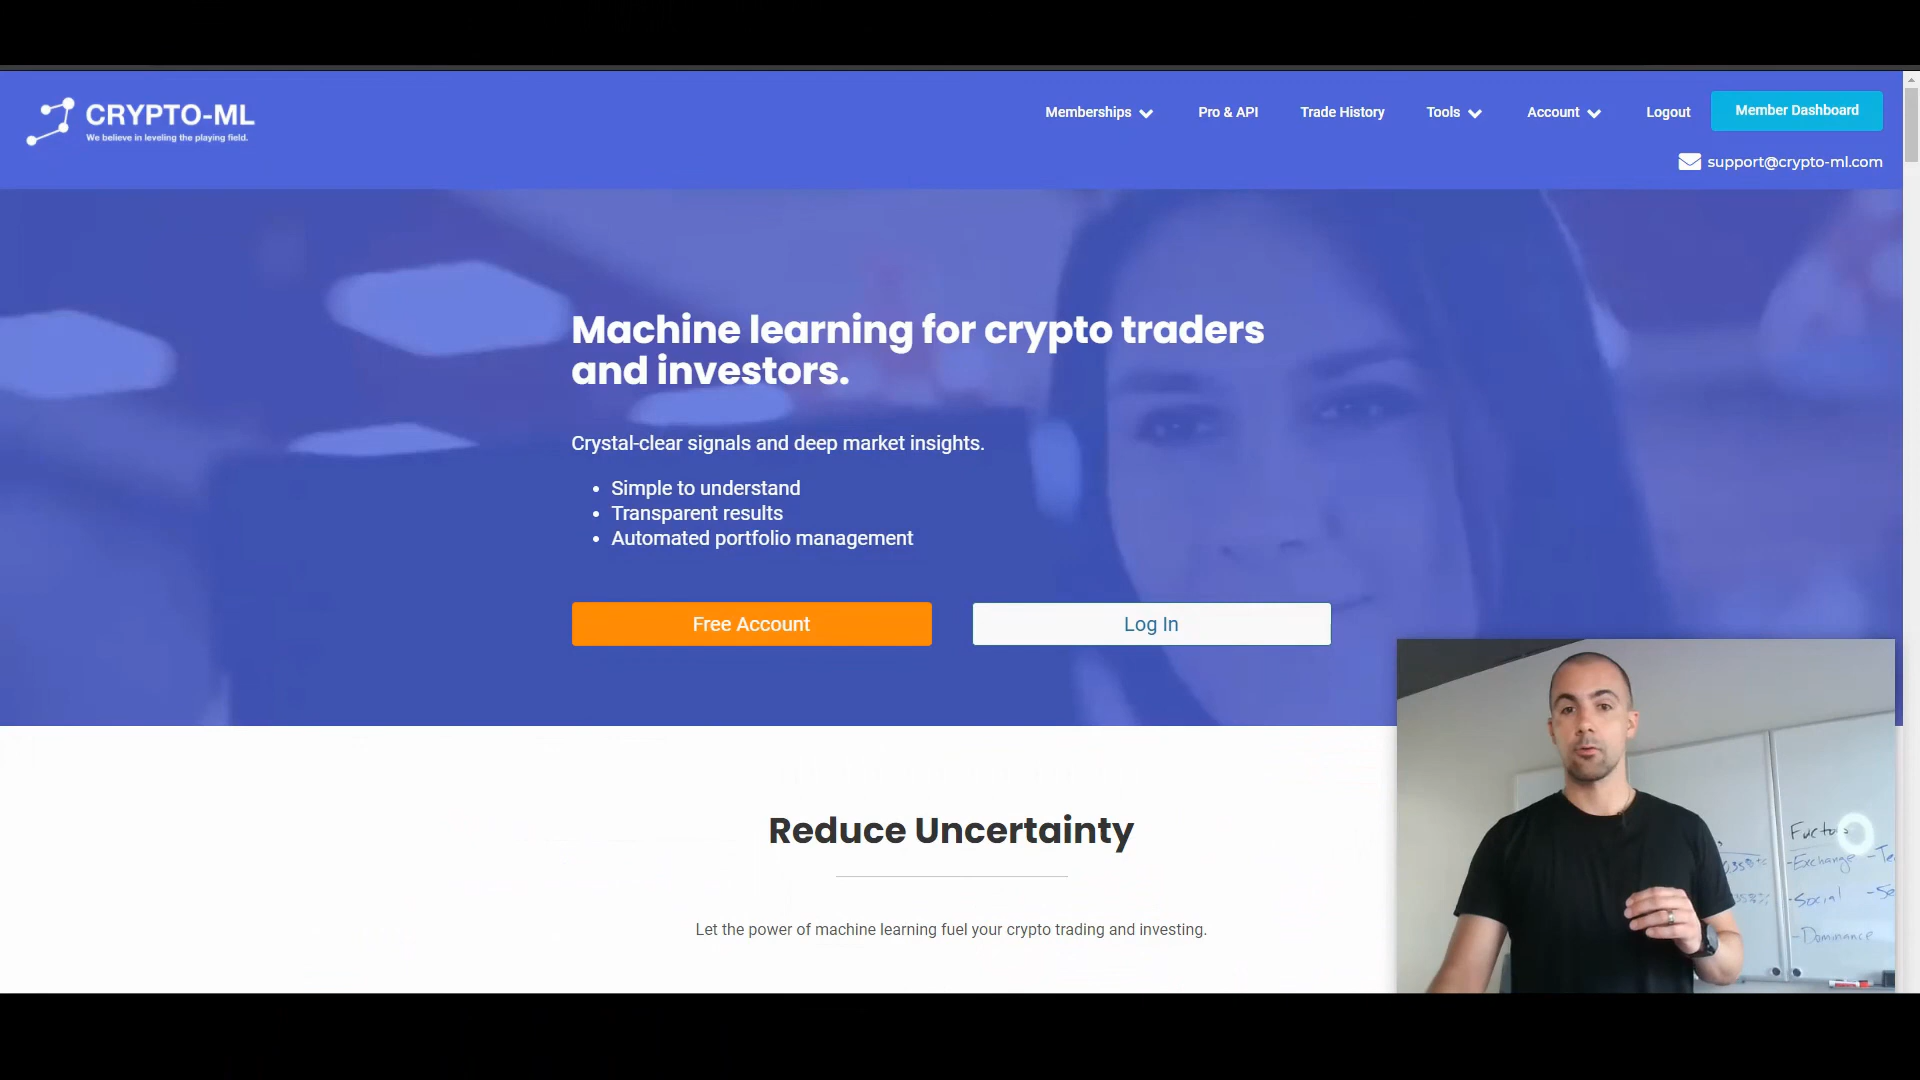 CRYPTO-ML
We believe in leveling the playing field.
Memberships
Pro & API
Trade History
Tools
Account
Logout
Member Dashboard
support@crypto-ml.com
Machine learning for crypto traders
and investors.
Crystal-clear signals and deep market insights.
• Simple to understand
• Transparent results
• Automated portfolio management
Free Account
Log In
Reduce Uncertainty
Let the power of machine learning fuel your crypto trading and investing.
-Exchange
-Social
-Dominance